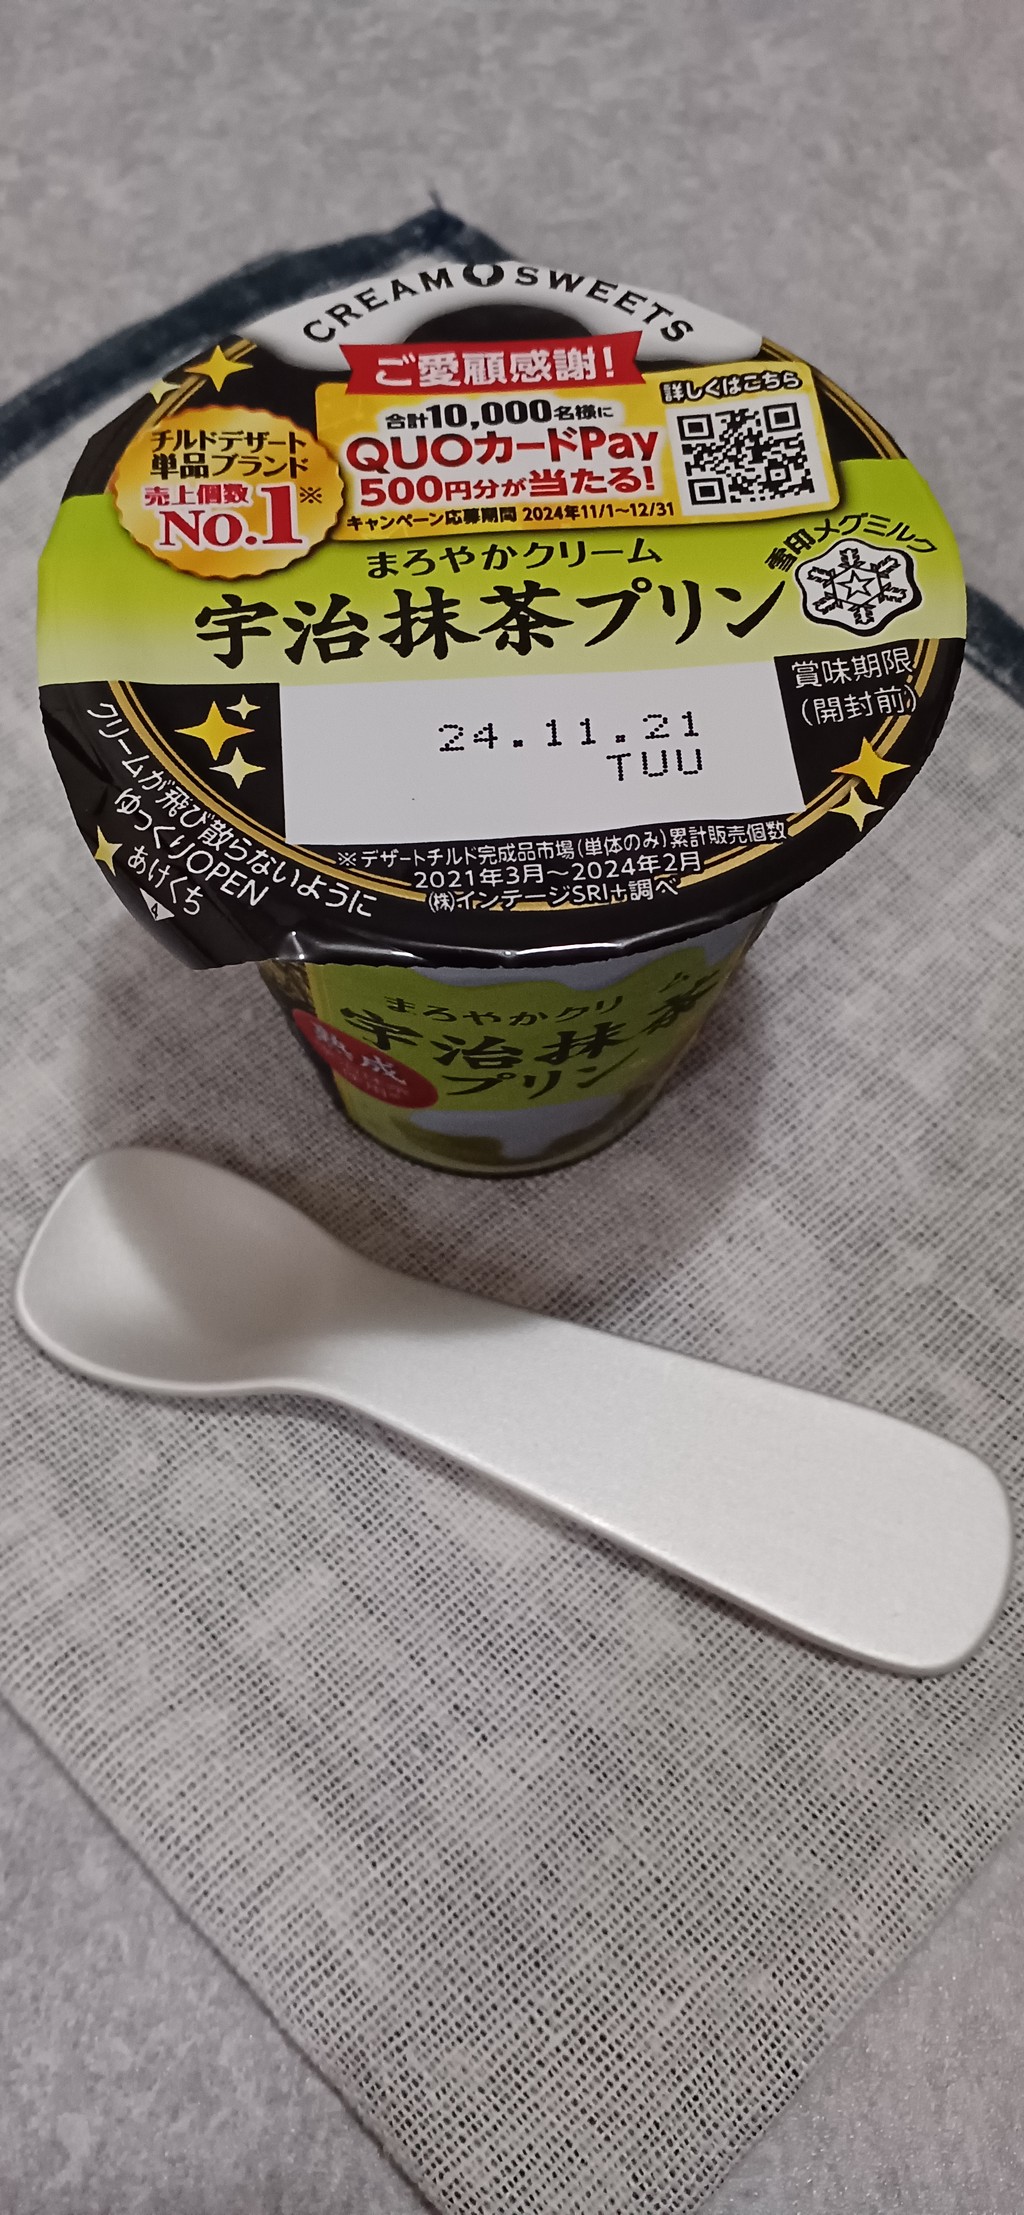 CREAM SWEETS
ご愛顧感謝!
合計10,000名様に
QUOカードPay
500円分が当たる!
キャンペーン応募期間 2024年11/1~12/31
詳しくはこちら
チルドデザート
単品ブランド
売上個数
No.1※
雪印メグミルク
まろやかクリーム
宇治抹茶プリン
賞味期限
(開封前)
24.11.21
TUU
※デザートチルド完成品市場(単体のみ)累計販売個数
2021年3月~2024年2月
㈱インテージSRI+調べ
クリームが飛び散らないように
ゆっくりOPEN
あけくち
まろやかクリーム
宇治抹茶
プリン
熟成